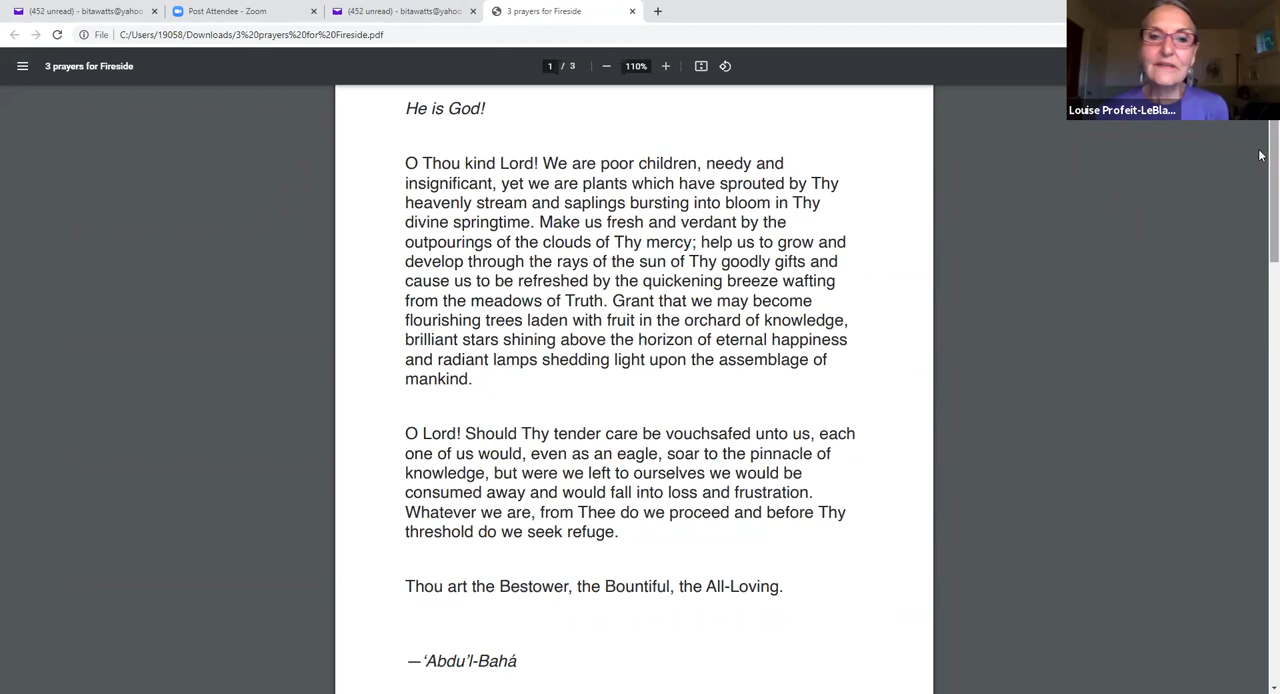 (452 unread) - bitawatts@yahoo
Post Attendee - Zoom
(452 unread) - bitawatts@yahoo
3 prayers for Fireside
File
C:/Users/19058/Downloads/3%20prayers%20for%20Fireside.pdf
3 prayers for Fireside
1 / 3
110%
Louise Profeit-LeBla...
He is God!
O Thou kind Lord! We are poor children, needy and
insignificant, yet we are plants which have sprouted by Thy
heavenly stream and saplings bursting into bloom in Thy
divine springtime. Make us fresh and verdant by the
outpourings of the clouds of Thy mercy; help us to grow and
develop through the rays of the sun of Thy goodly gifts and
cause us to be refreshed by the quickening breeze wafting
from the meadows of Truth. Grant that we may become
flourishing trees laden with fruit in the orchard of knowledge,
brilliant stars shining above the horizon of eternal happiness
and radiant lamps shedding light upon the assemblage of
mankind.
O Lord! Should Thy tender care be vouchsafed unto us, each
one of us would, even as an eagle, soar to the pinnacle of
knowledge, but were we left to ourselves we would be
consumed away and would fall into loss and frustration.
Whatever we are, from Thee do we proceed and before Thy
threshold do we seek refuge.
Thou art the Bestower, the Bountiful, the All-Loving.
—‘Abdu’l-Bahá